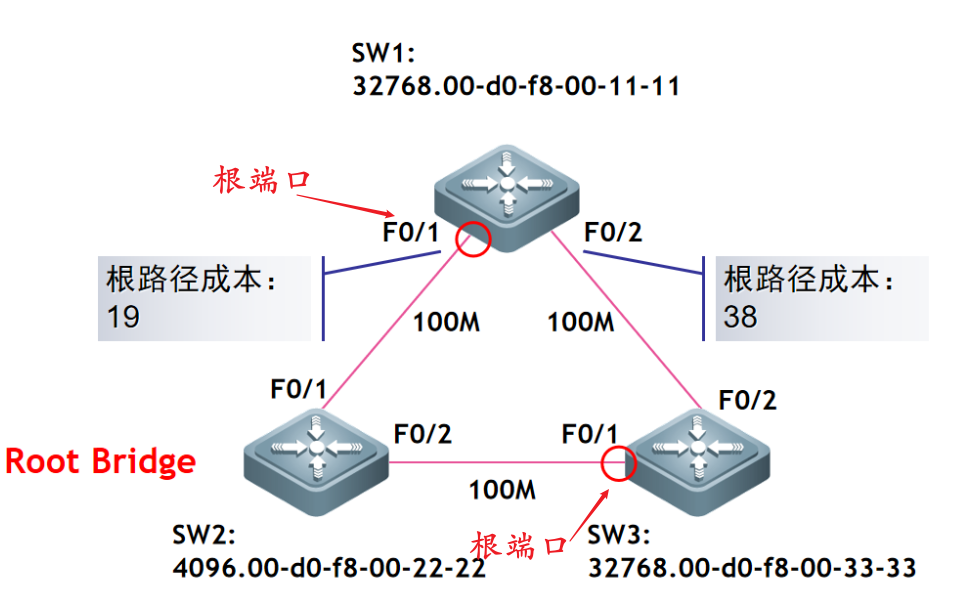 SW1:
32768.00-d0-f8-00-11-11
根端口
F0/1
F0/2
根路径成本：
19
根路径成本：
38
100M
100M
F0/1
F0/2
F0/2
F0/1
Root Bridge
100M
SW2:
4096.00-d0-f8-00-22-22
根端口
SW3:
32768.00-d0-f8-00-33-33